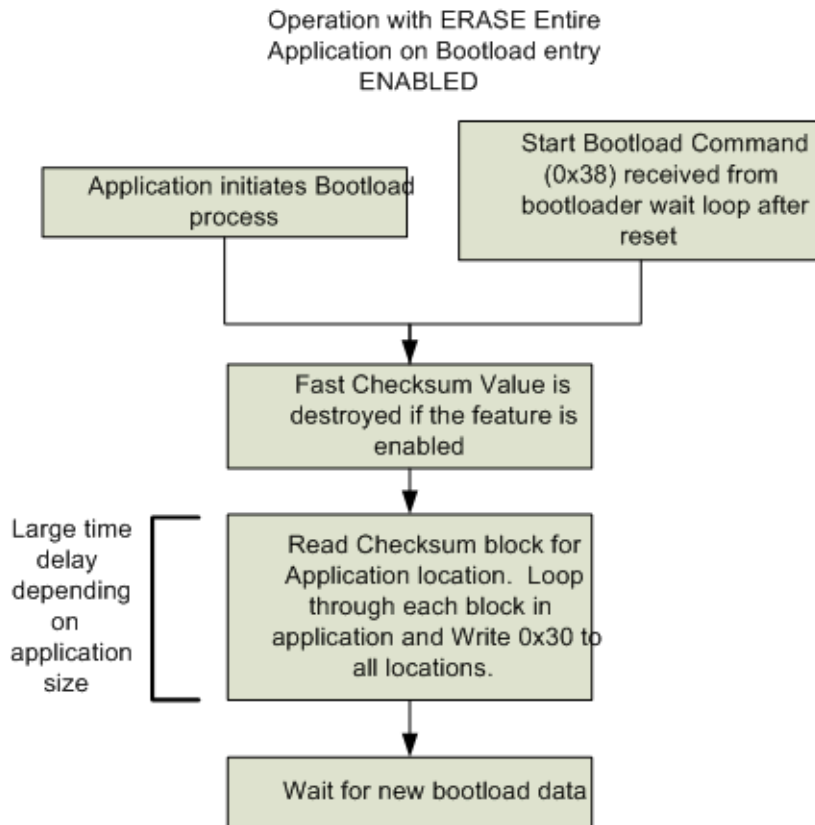 Operation with ERASE Entire
Application on Bootload entry
ENABLED
Application initiates Bootload
process
Start Bootload Command
(0x38) received from
bootloader wait loop after
reset
Fast Checksum Value is
destroyed if the feature is
enabled
Large time
delay
depending
on
application
size
Read Checksum block for
Application location.  Loop
through each block in
application and Write 0x30 to
all locations.
Wait for new bootload data